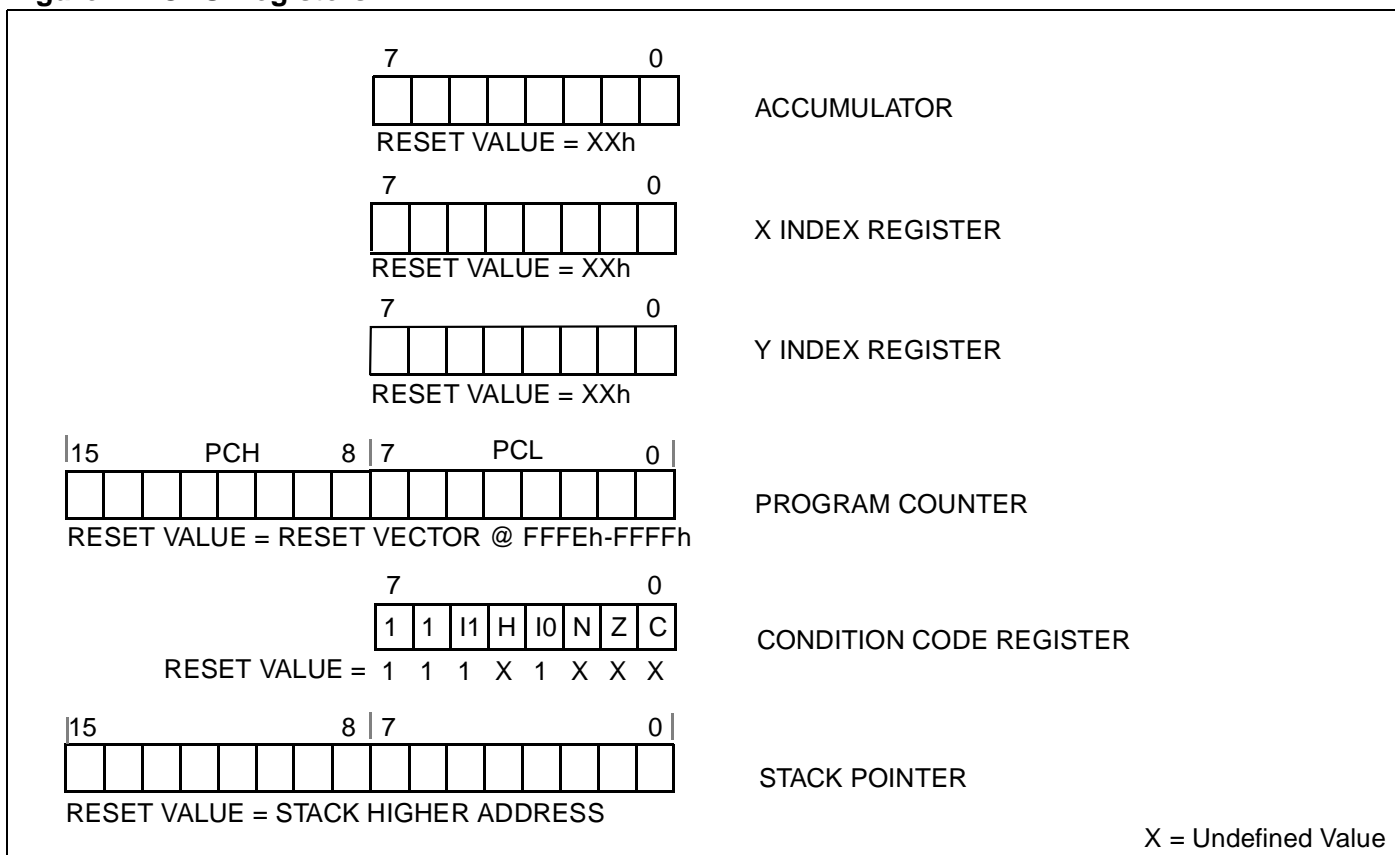 7 0
ACCUMULATOR
RESET VALUE = XXh
7 0
X INDEX REGISTER
RESET VALUE = XXh
7 0
Y INDEX REGISTER
RESET VALUE = XXh
15 PCH 8 7 PCL 0
PROGRAM COUNTER
RESET VALUE = RESET VECTOR @ FFFEh-FFFFh
7 0
1 1 I1 H I0 N Z C
CONDITION CODE REGISTER
RESET VALUE = 1 1 1 X 1 X X X
15 8 7 0
STACK POINTER
RESET VALUE = STACK HIGHER ADDRESS
X = Undefined Value